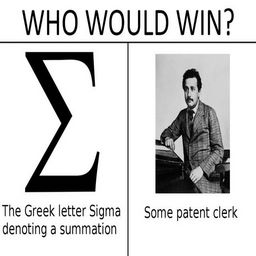 WHO WOULD WIN?
Σ
The Greek letter Sigma
denoting a summation
Some patent clerk